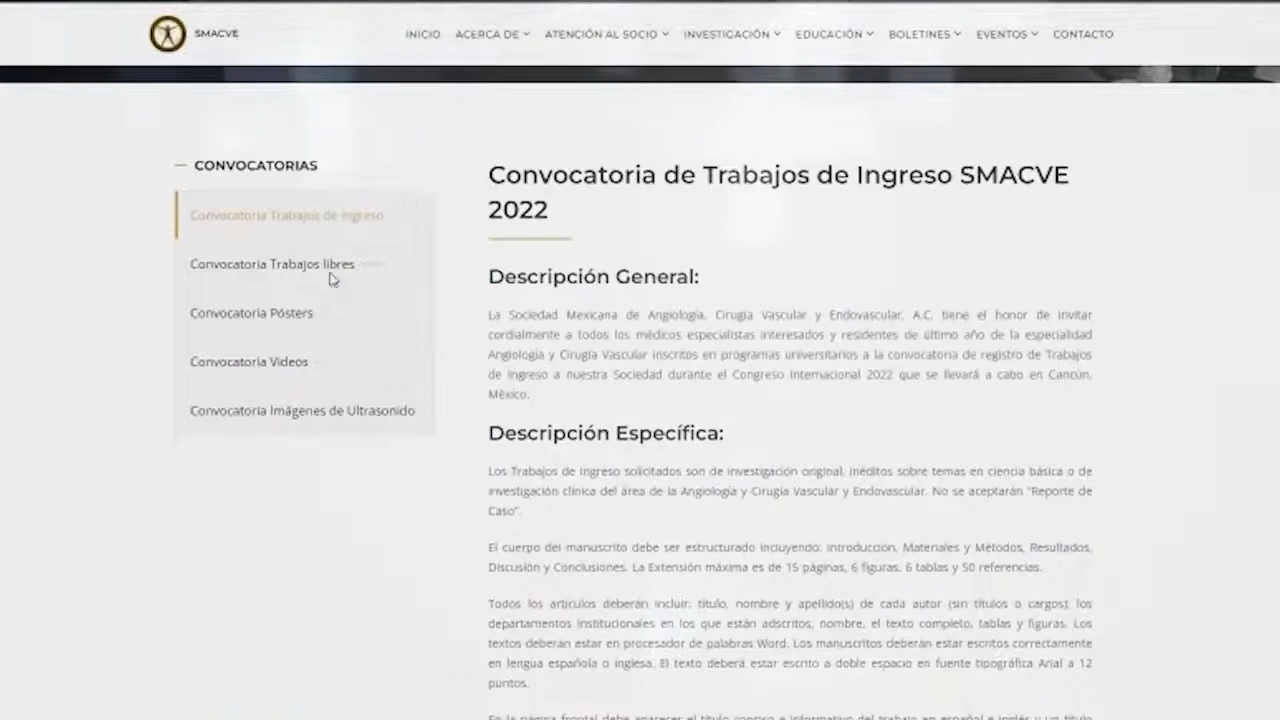 SMACVE
INICIO ACERCA DE ATENCIÓN AL SOCIO INVESTIGACIÓN EDUCACIÓN BOLETINES EVENTOS CONTACTO
CONVOCATORIAS
Convocatoria Trabajos de Ingreso
Convocatoria Trabajos libres
Convocatoria Pósters
Convocatoria Videos
Convocatoria Imágenes de Ultrasonido
Convocatoria de Trabajos de Ingreso SMACVE
2022
Descripción General:
La Sociedad Mexicana de Angiología, Cirugía Vascular y Endovascular, A.C. tiene el honor de invitar
cordialmente a todos los médicos especialistas interesados y residentes de último año de la especialidad
Angiología y Cirugía Vascular inscritos en programas universitarios a la convocatoria de registro de Trabajos
de Ingreso a nuestra Sociedad durante el Congreso Internacional 2022 que se llevará a cabo en Cancún,
México.
Descripción Específica:
Los Trabajos de Ingreso solicitados son de investigación original, inéditos sobre temas en ciencia básica o de
investigación clínica del área de la Angiología y Cirugía Vascular y Endovascular. No se aceptarán "Reporte de
Caso".
El cuerpo del manuscrito debe ser estructurado incluyendo: Introducción, Materiales y Métodos, Resultados,
Discusión y Conclusiones. La Extensión máxima es de 15 páginas, 6 figuras, 6 tablas y 50 referencias.
Todos los artículos deberán incluir: título, nombre y apellido(s) de cada autor (sin títulos o cargos); los
departamentos institucionales en los que están adscritos, nombre, el texto completo, tablas y figuras. Los
textos deberán estar en procesador de palabras Word. Los manuscritos deberán estar escritos correctamente
en lengua española o inglesa. El texto deberá estar escrito a doble espacio en fuente tipográfica Arial a 12
puntos.